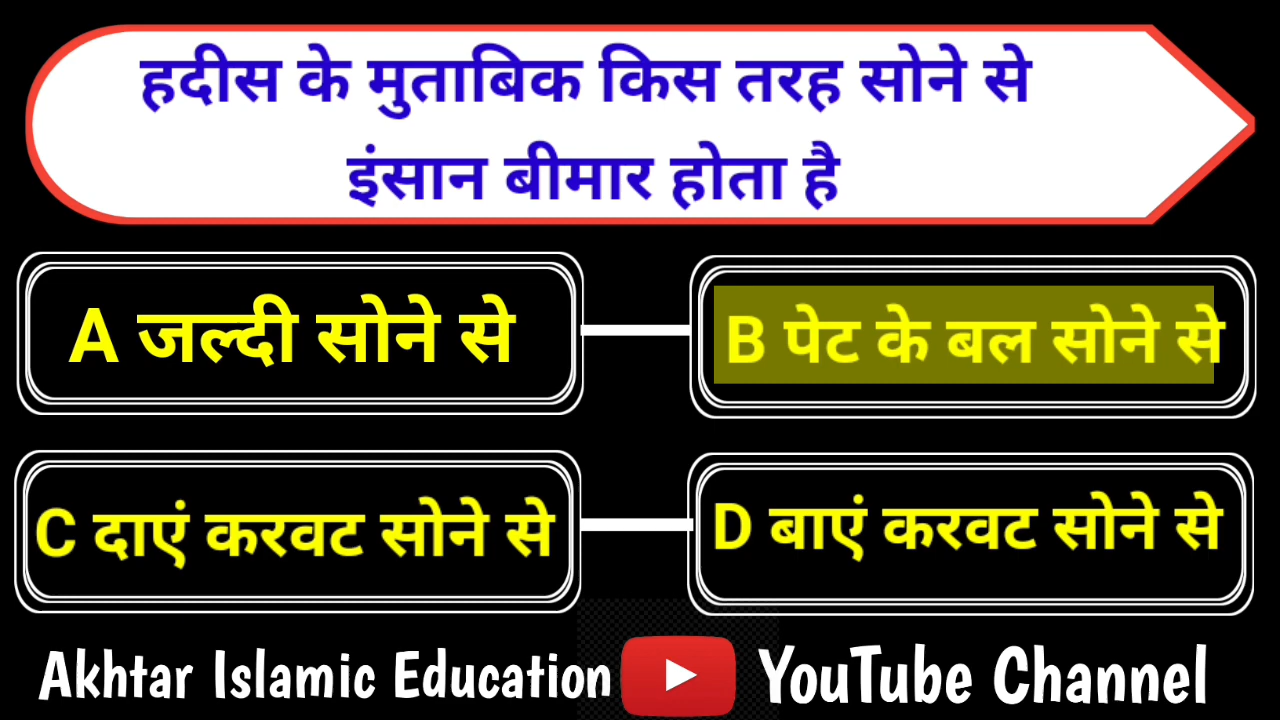 हदीस के मुताबिक किस तरह सोने से
इंसान बीमार होता है
A जल्दी सोने से
B पेट के बल सोने से
C दाएं करवट सोने से
D बाएं करवट सोने से
Akhtar Islamic Education YouTube Channel